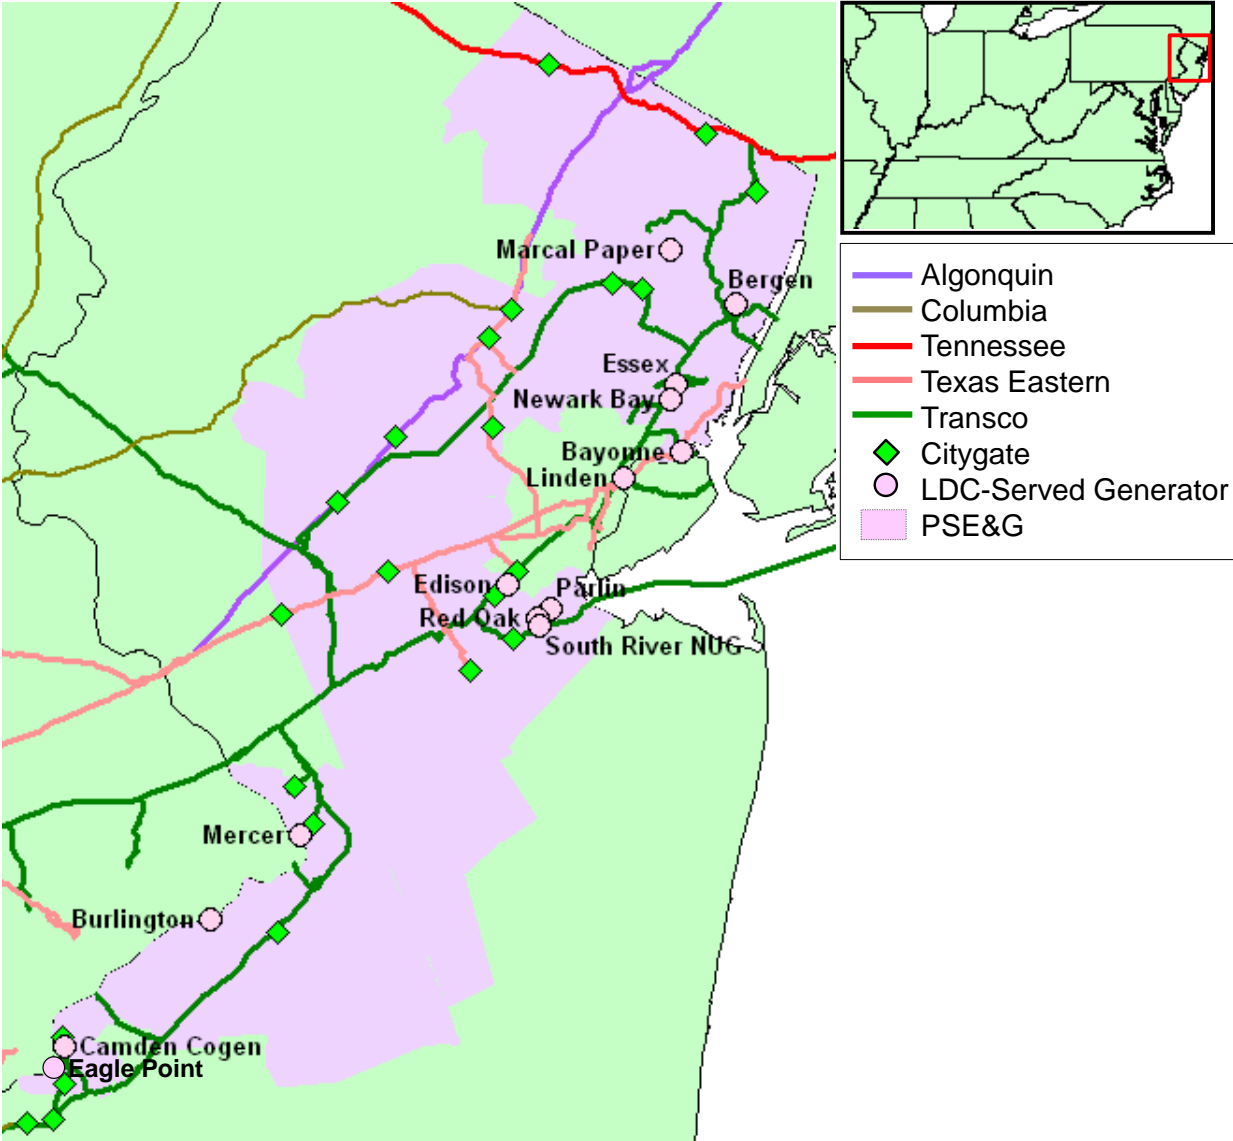 Marcal Paper
Bergen
Essex
Newark Bay
Bayonne
Linden
Edison
Parlin
Red Oak
South River NUG
Mercer
Burlington
Camden Cogen
Eagle Point
Algonquin
Columbia
Tennessee
Texas Eastern
Transco
Citygate
LDC-Served Generator
PSE&G